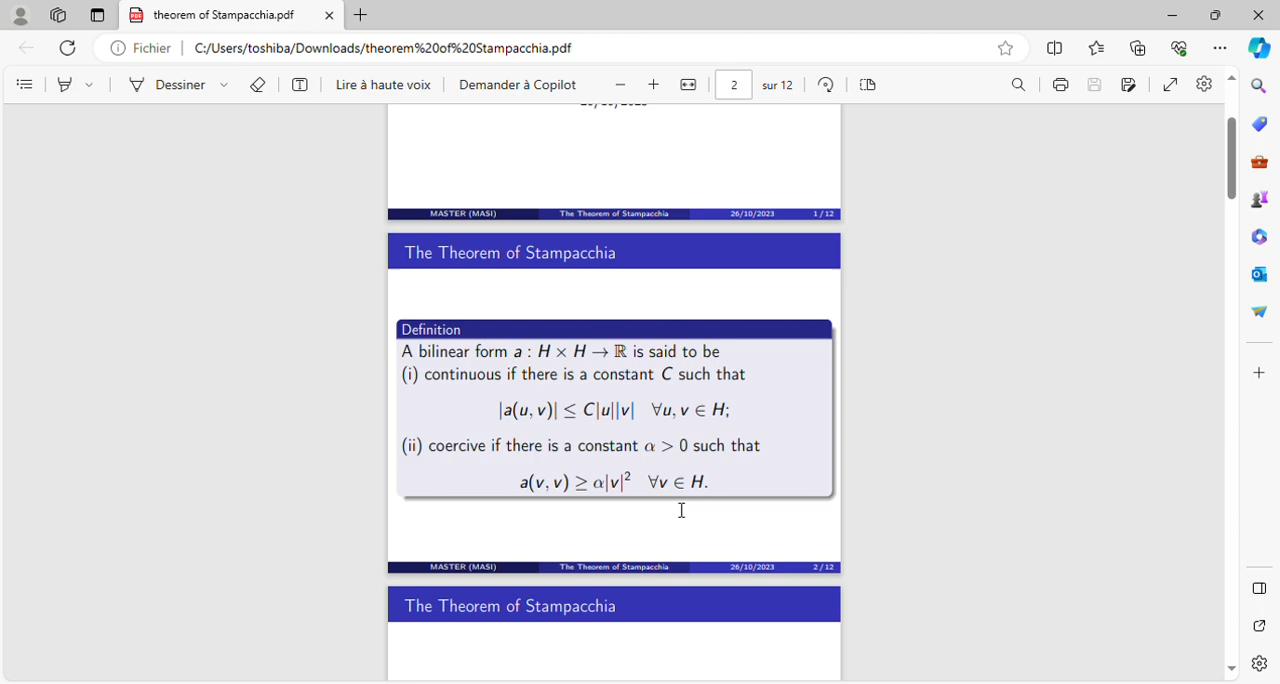 theorem of Stampacchia.pdf
Fichier
C:/Users/toshiba/Downloads/theorem%20of%20Stampacchia.pdf
Dessiner
Lire à haute voix
Demander à Copilot
2
sur 12
MASTER (MASI) The Theorem of Stampacchia 26/10/2023 1 / 12
The Theorem of Stampacchia
Definition
A bilinear form a : H × H → ℝ is said to be
(i) continuous if there is a constant C such that
|a(u, v)| ≤ C|u||v| ∀u, v ∈ H;
(ii) coercive if there is a constant α > 0 such that
a(v, v) ≥ α|v|² ∀v ∈ H.
MASTER (MASI) The Theorem of Stampacchia 26/10/2023 2 / 12
The Theorem of Stampacchia